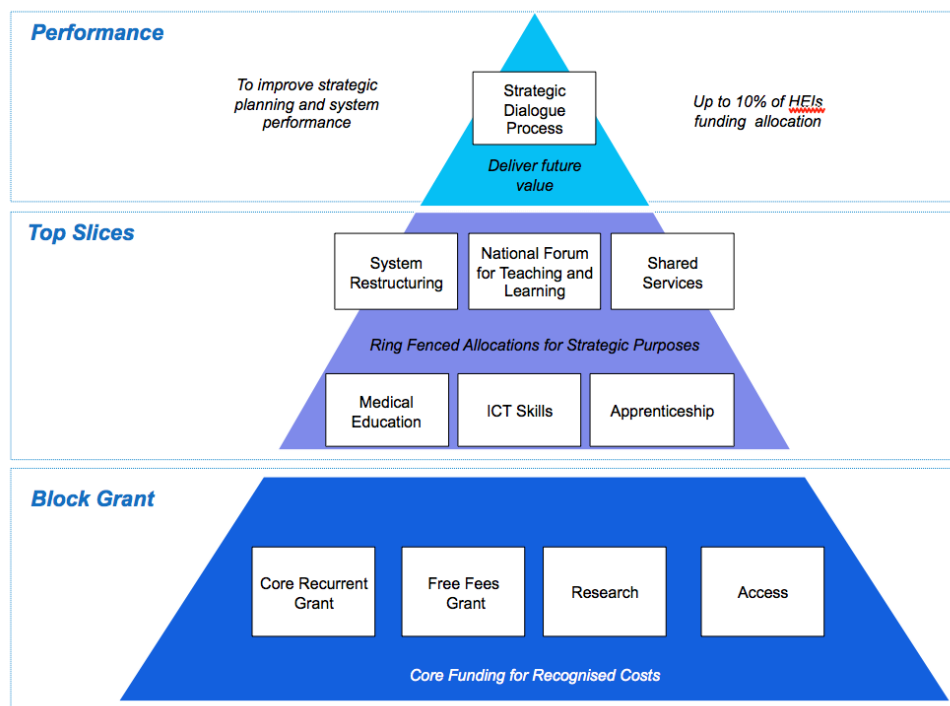 Performance
To improve strategic
planning and system
performance
Strategic
Dialogue
Process
Up to 10% of HEIs
funding allocation
Deliver future
value
Top Slices
System
Restructuring
National Forum
for Teaching and
Learning
Shared
Services
Ring Fenced Allocations for Strategic Purposes
Medical
Education
ICT Skills
Apprenticeship
Block Grant
Core Recurrent
Grant
Free Fees
Grant
Research
Access
Core Funding for Recognised Costs